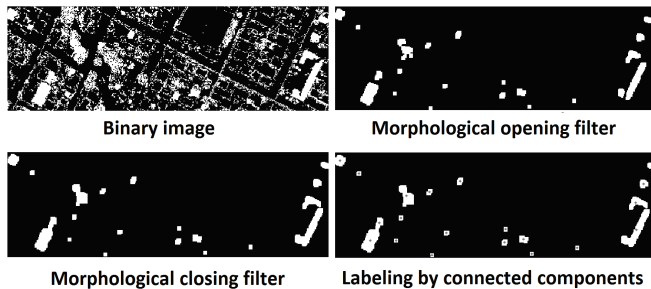 Binary image
Morphological opening filter
Morphological closing filter
Labeling by connected components